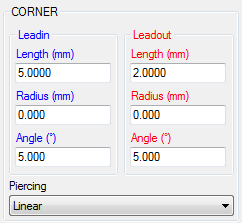 CORNER
Leadin
Leadout
Length (mm)
Length (mm)
5.0000
2.0000
Radius (mm)
Radius (mm)
0.000
0.000
Angle (°)
Angle (°)
5.000
5.000
Piercing
Linear